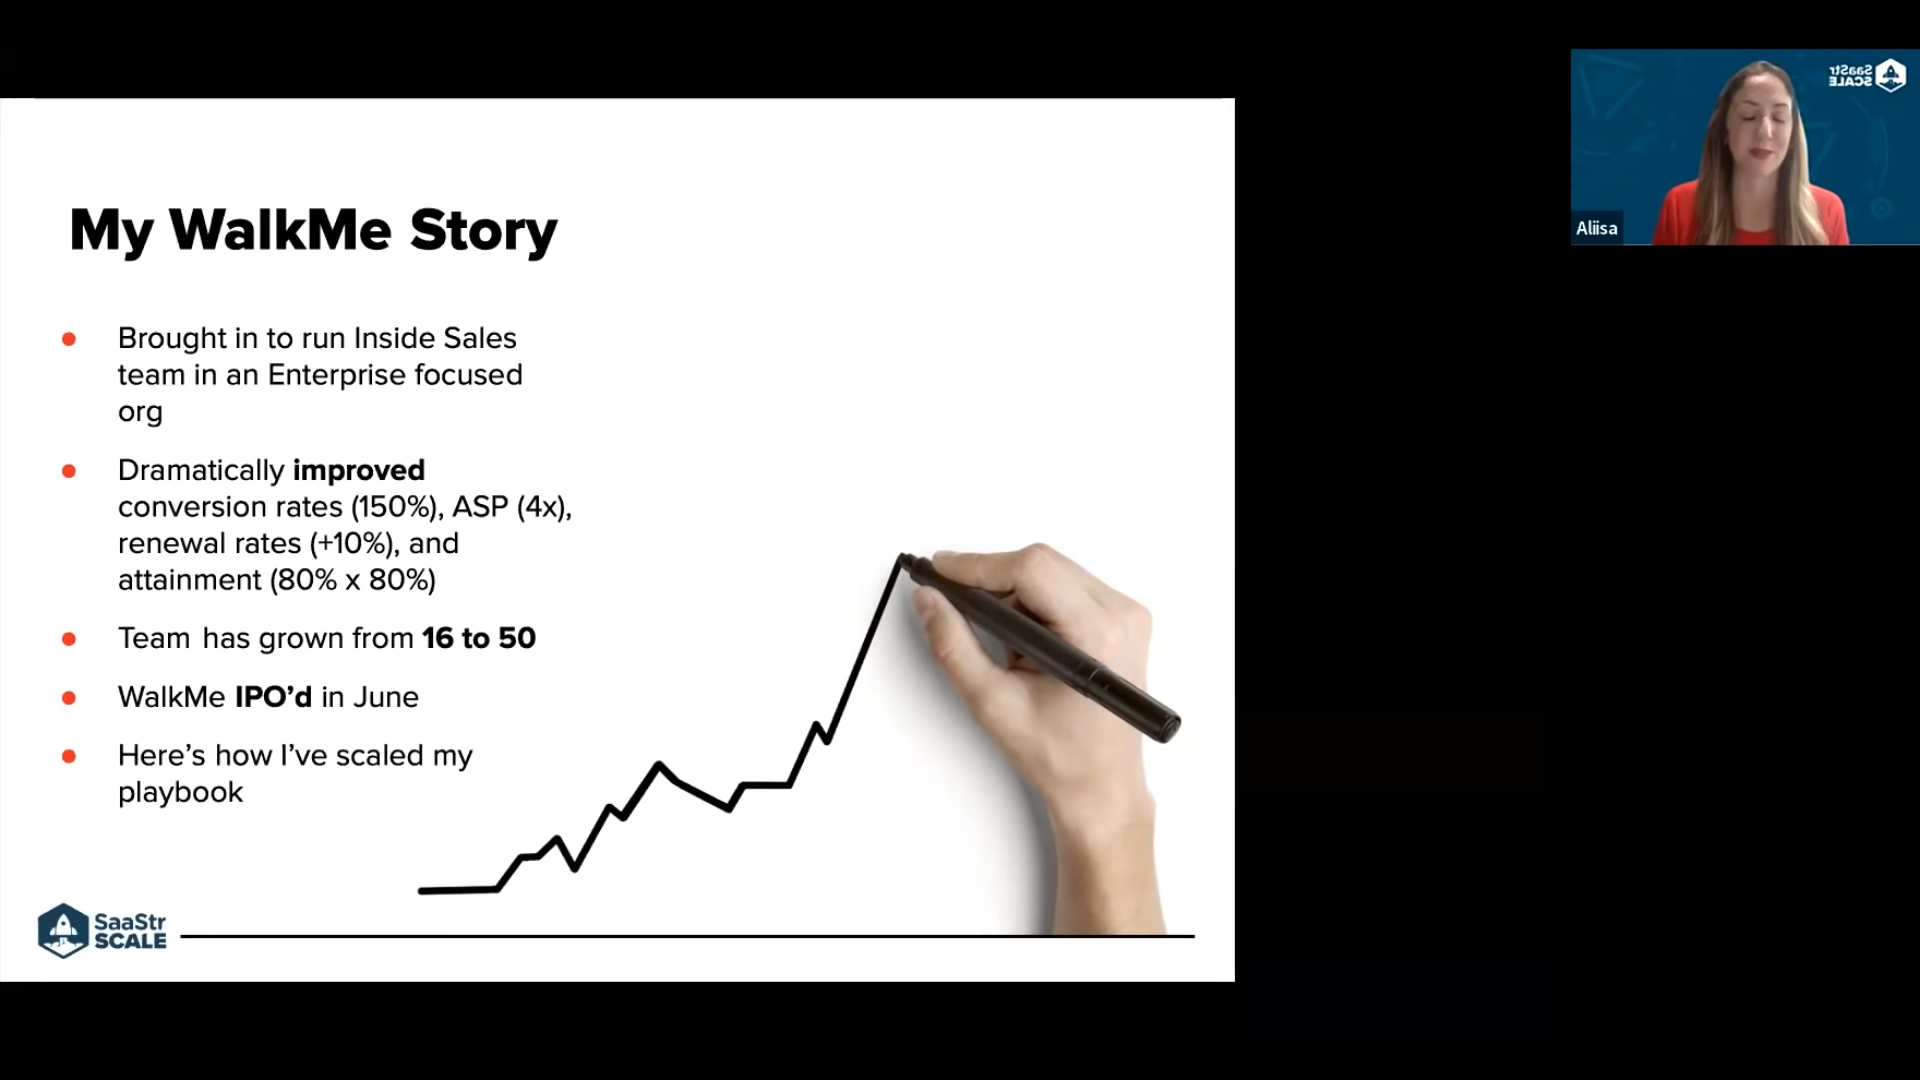 My WalkMe Story
Brought in to run Inside Sales
team in an Enterprise focused
org
Dramatically improved
conversion rates (150%), ASP (4x),
renewal rates (+10%), and
attainment (80% x 80%)
Team has grown from 16 to 50
WalkMe IPO’d in June
Here’s how I’ve scaled my
playbook
SaaStr
SCALE
SaaStr
SCALE
Aliisa